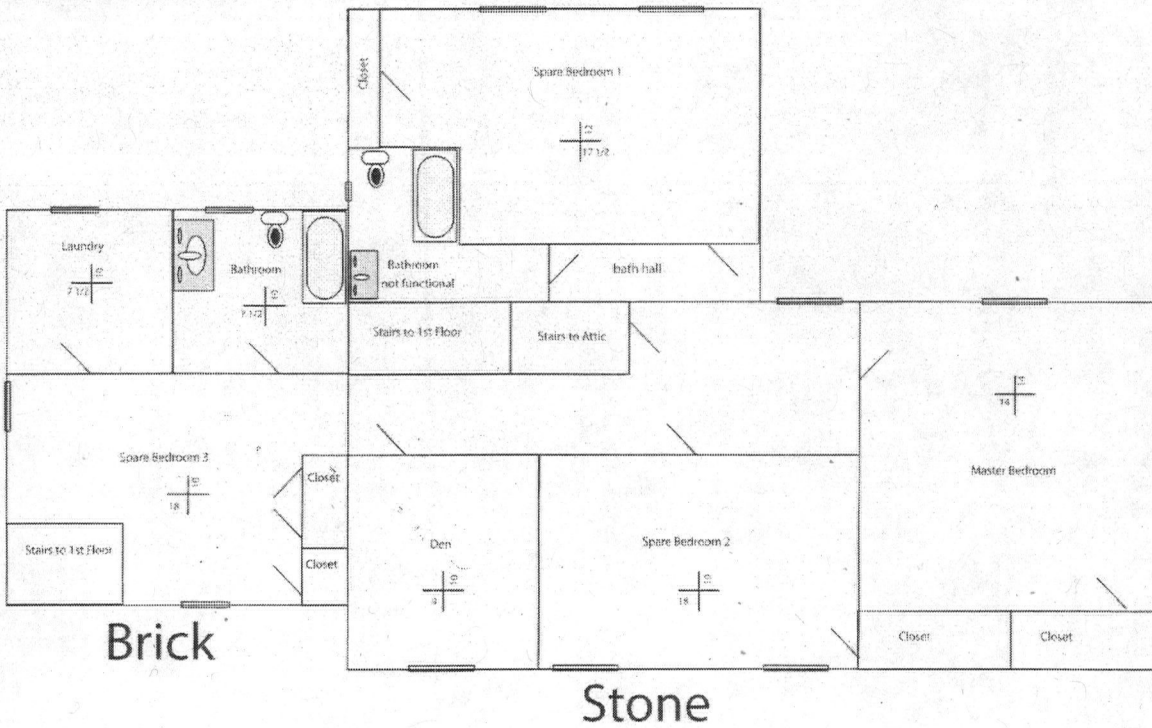 Closet
Spare Bedroom 1
12
17 1/2
Laundry
10
7 1/2
Bathroom
10
7 1/2
Bathroom
not functional
bath hall
Stairs to 1st Floor
Stairs to Attic
14
14
Spare Bedroom 3
18
Closet
Master Bedroom
Stairs to 1st Floor
Closet
Den
10
9
Spare Bedroom 2
10
18
Closet
Closet
Brick
Stone